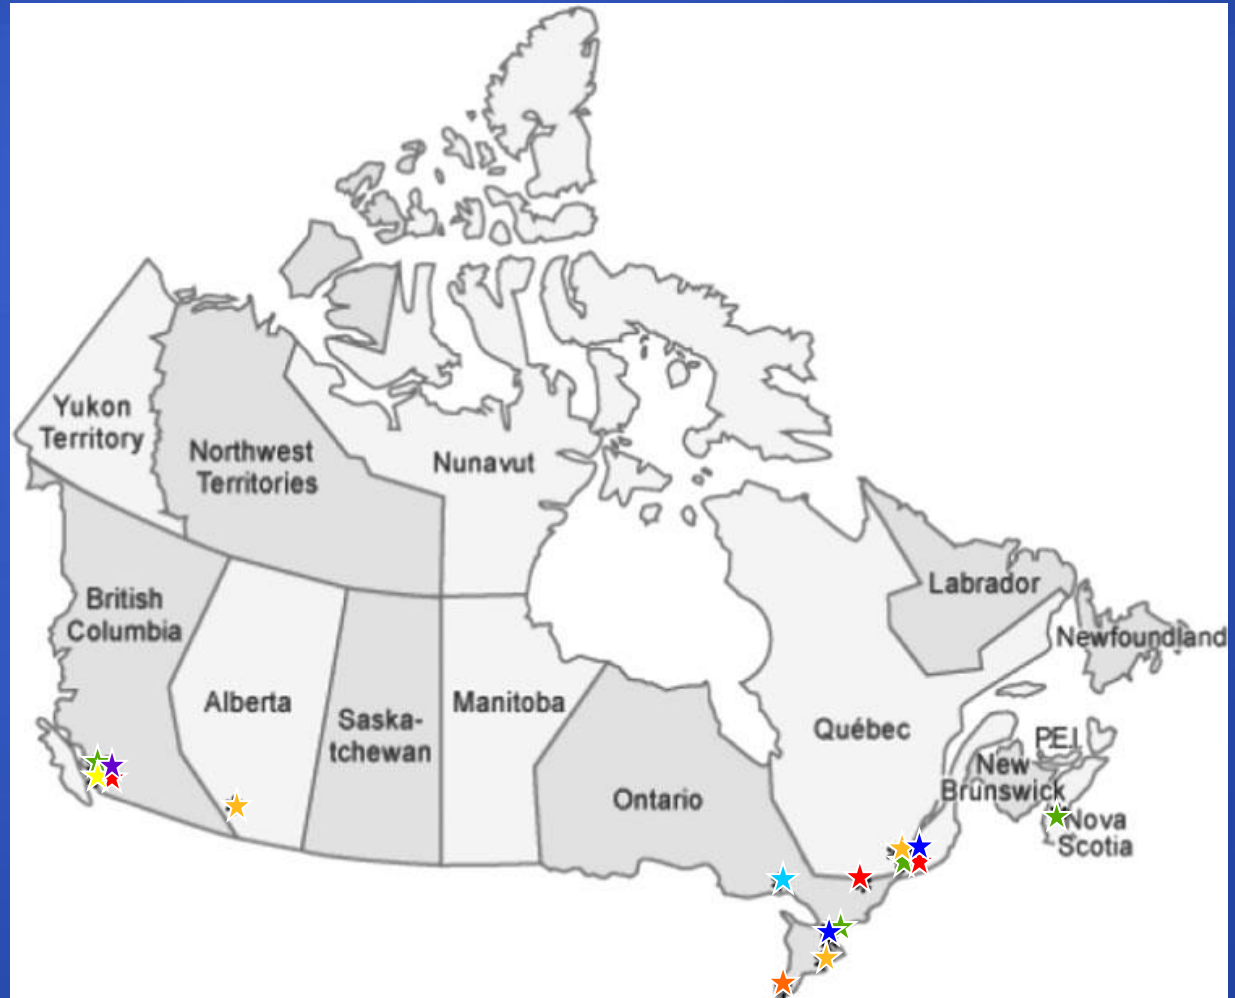 Yukon
Territory
Northwest
Territories
Nunavut
British
Columbia
Alberta
Saska-
tchewan
Manitoba
Ontario
Québec
Labrador
Newfoundland
P.E.I.
New
Brunswick
Nova
Scotia